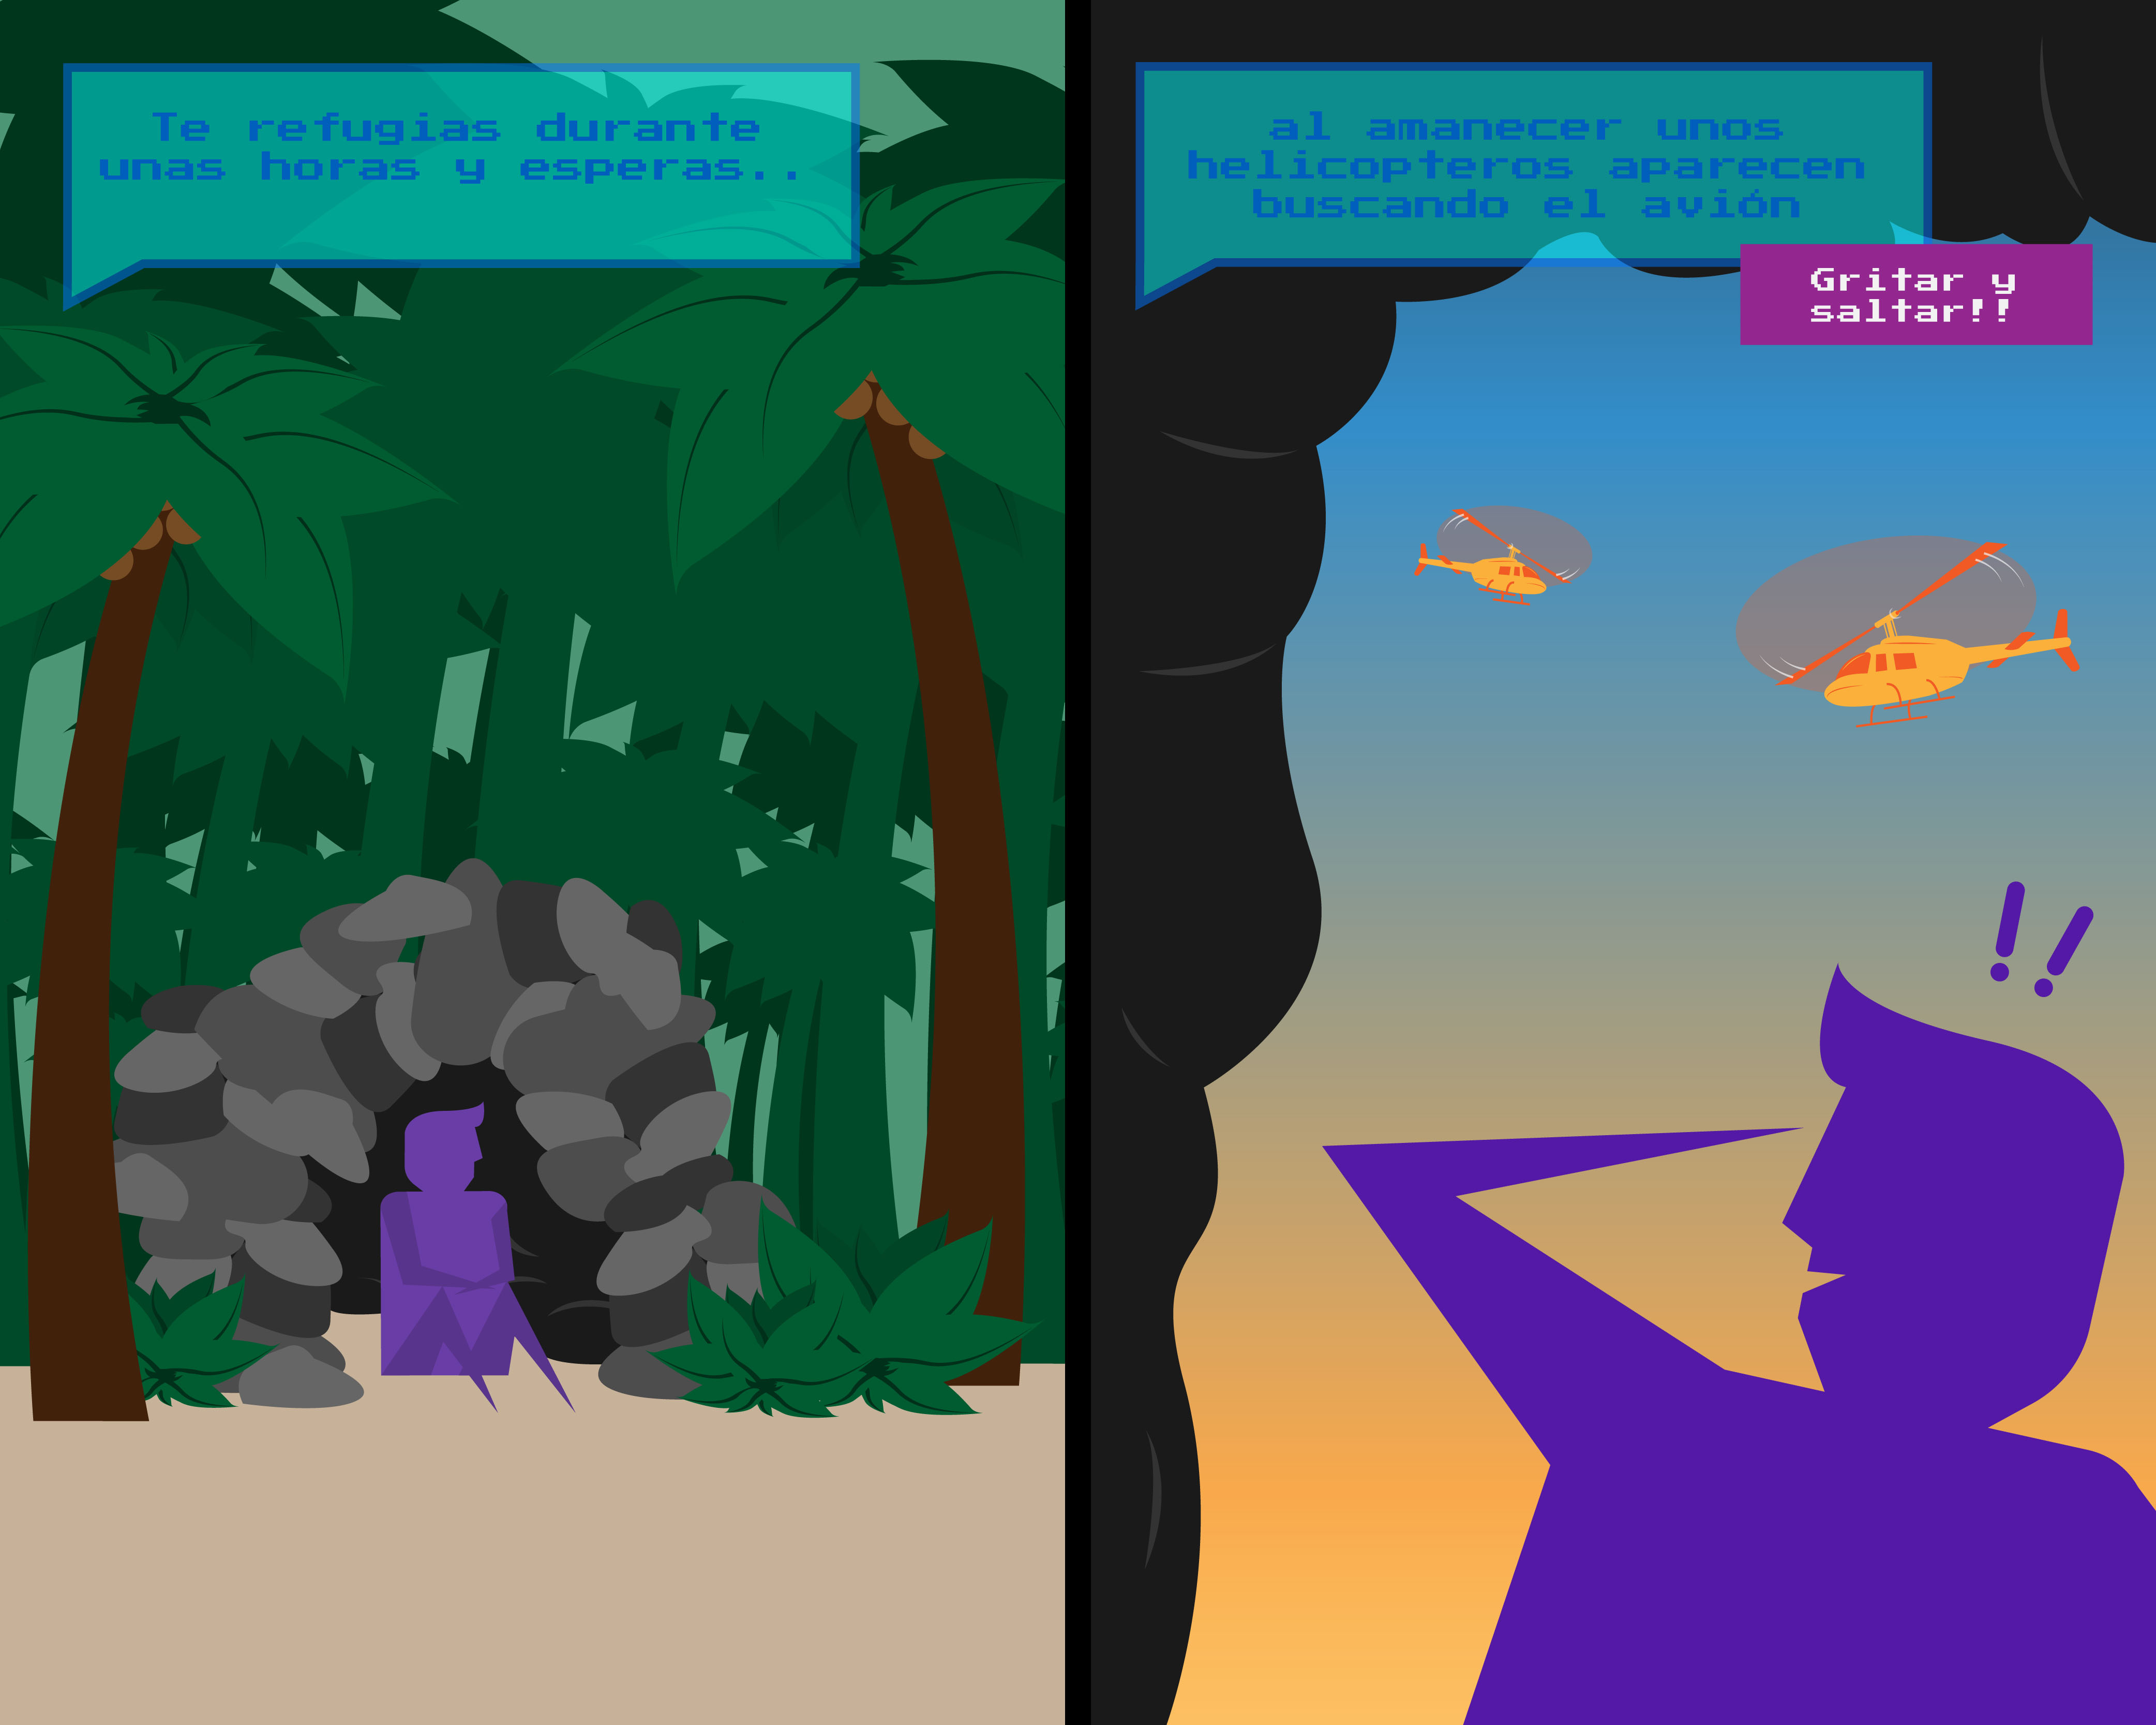 Te refugias durante
unas horas y esperas...
al amanecer unos
helicopteros aparecen
buscando el avión
Gritar y
saltar!!